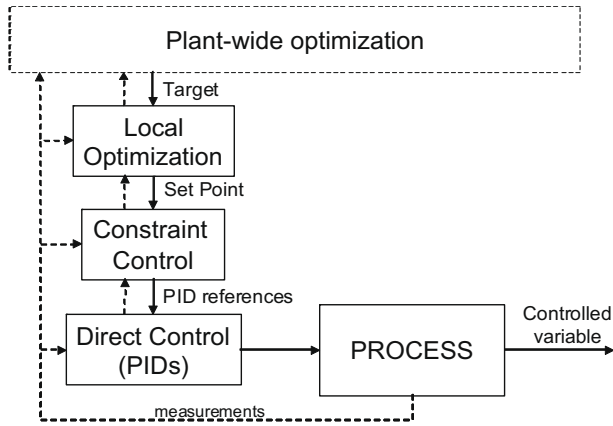 Plant-wide optimization
Target
Local
Optimization
Set Point
Constraint
Control
PID references
Direct Control
(PIDs)
PROCESS
Controlled
variable
measurements